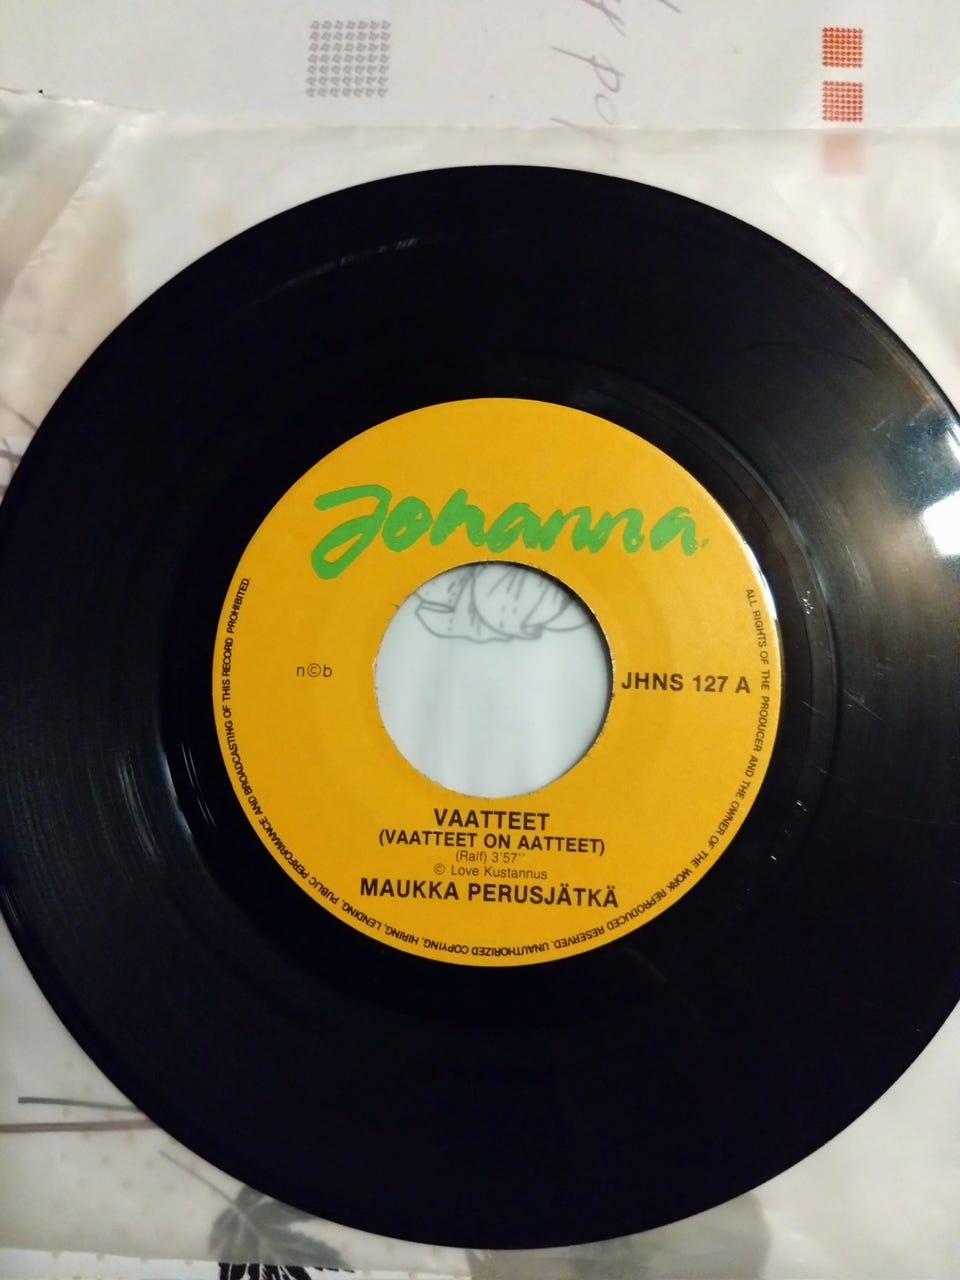 Johanna.
n©b
JHNS 127 A
VAATTEET
(VAATTEET ON AATTEET)
(Ralf) 3'57''
© Love Kustannus
MAUKKA PERUSJÄTKÄ
ALL RIGHTS OF THE PRODUCER AND THE OWNER OF THE WORK REPRODUCED RESERVED. UNAUTHORIZED COPYING, HIRING, LENDING, PUBLIC PERFORMANCE AND BROADCASTING OF THIS RECORD PROHIBITED.